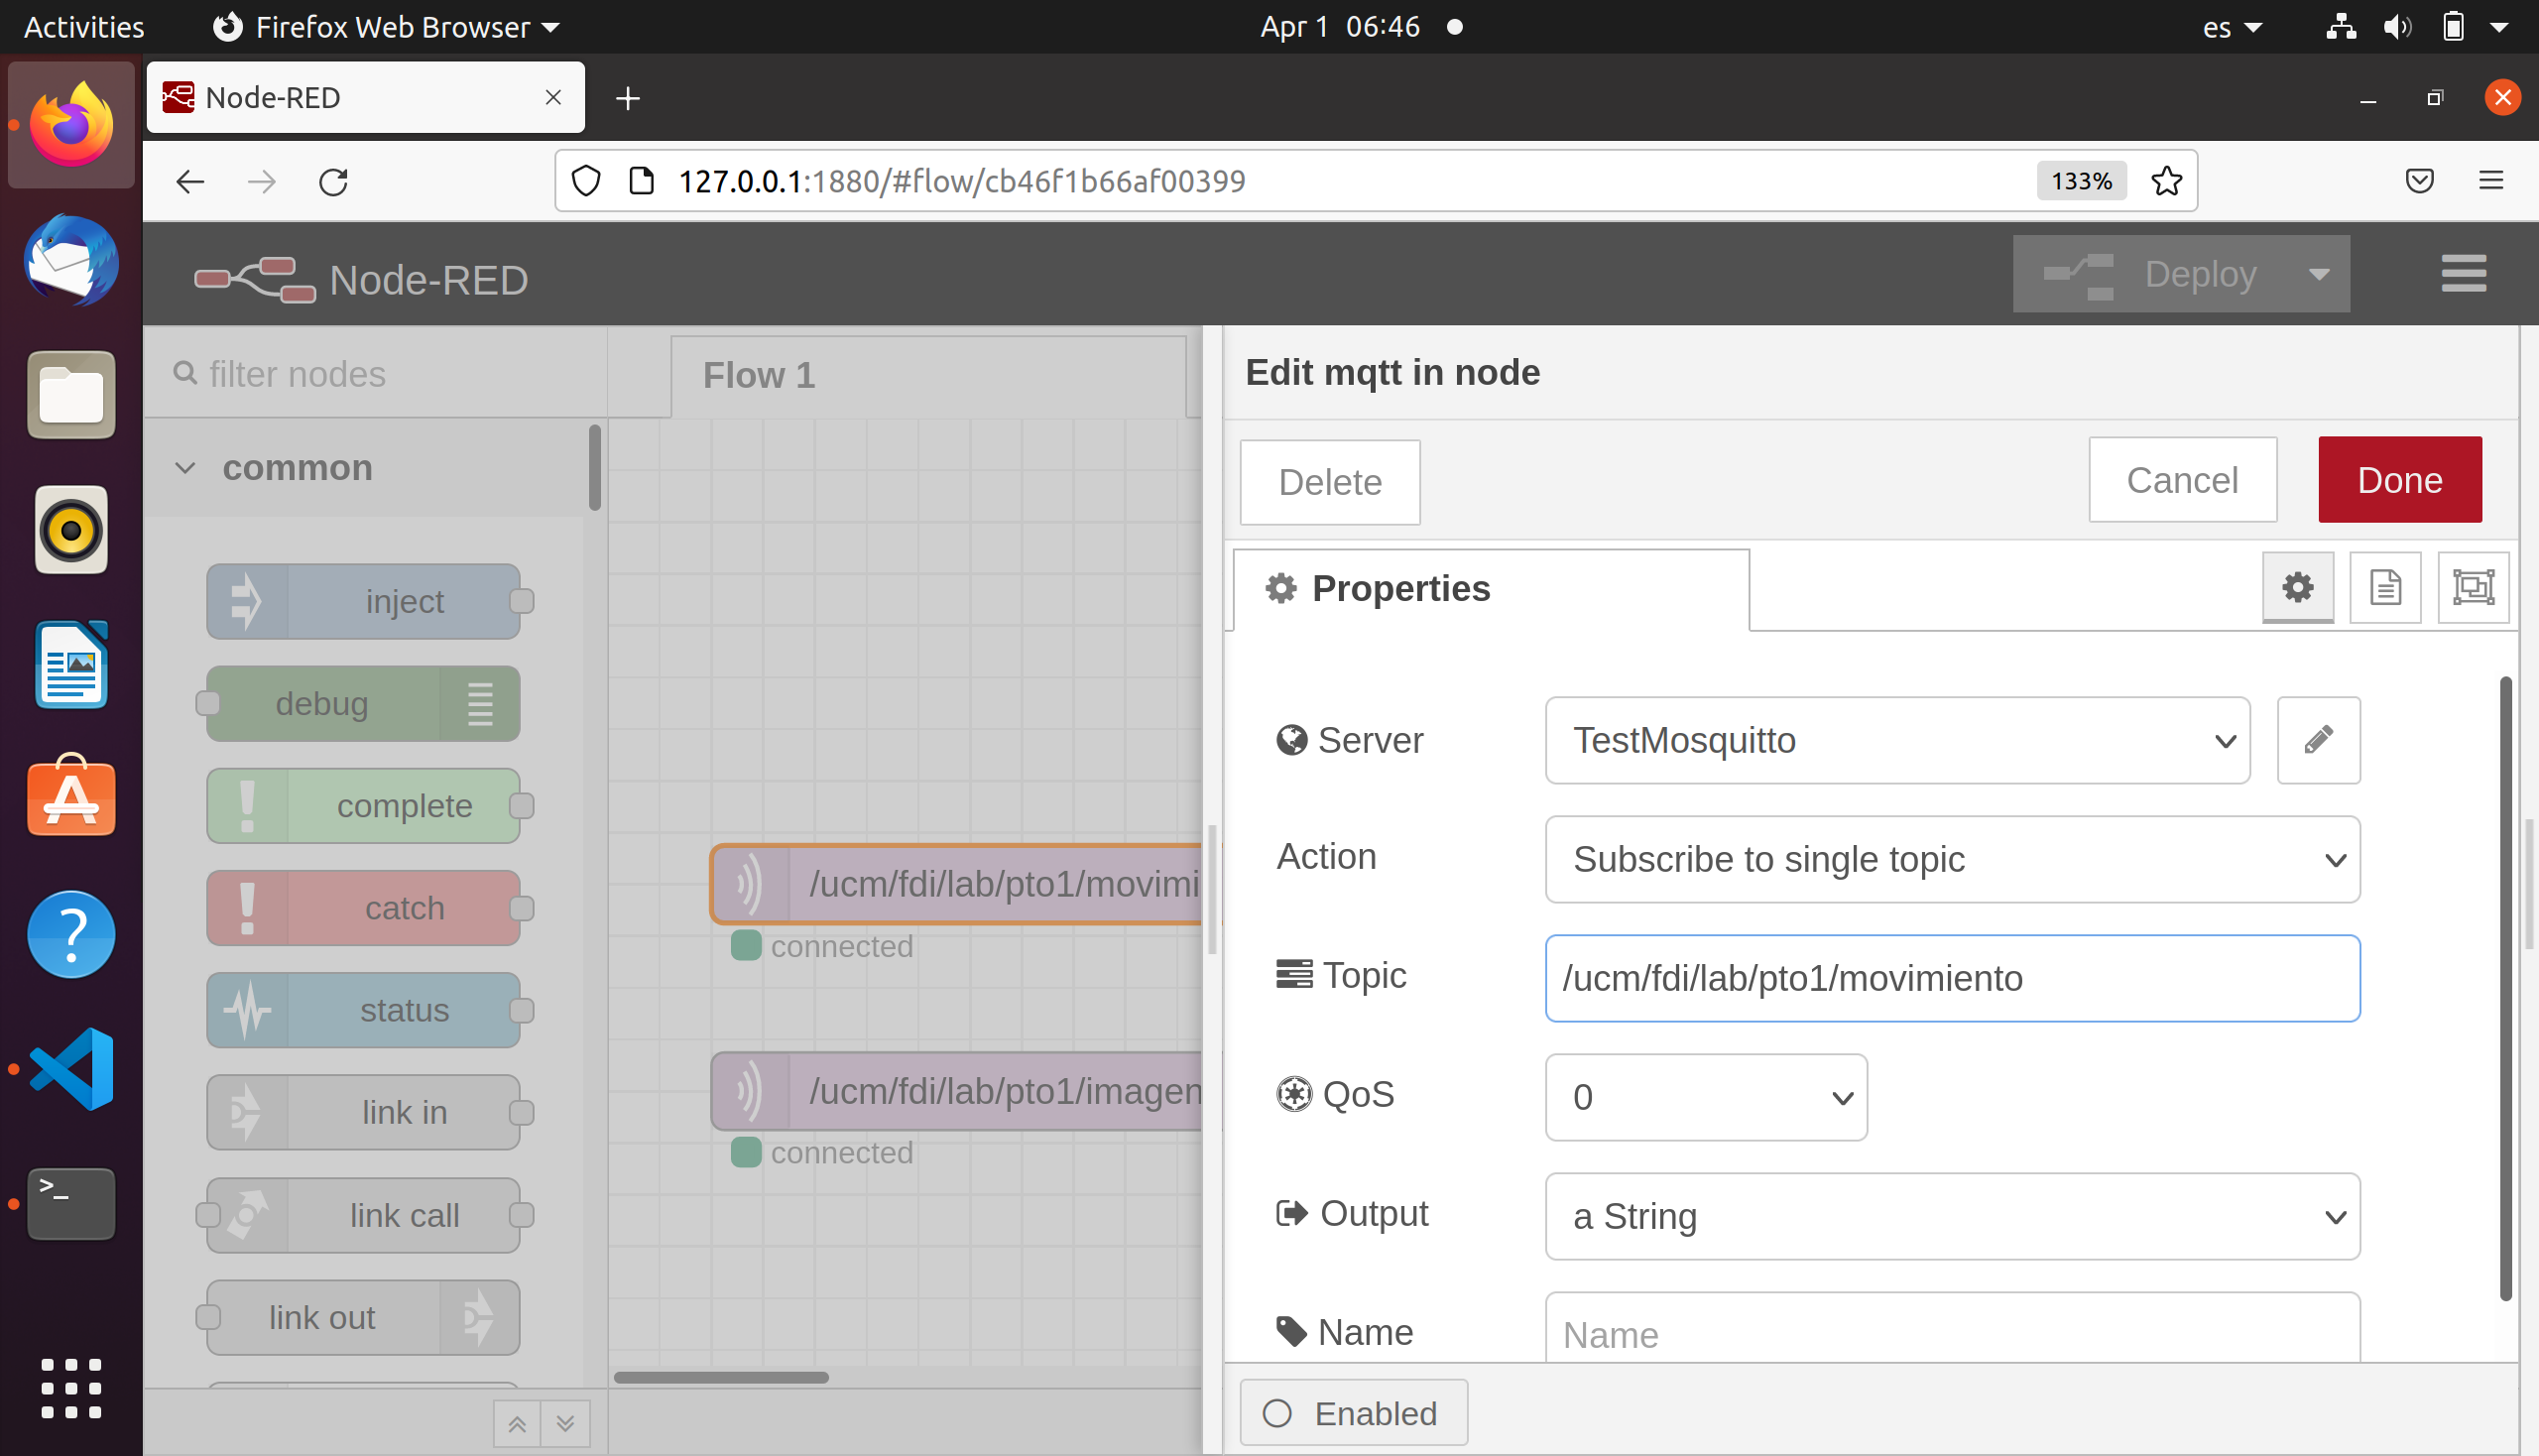 Activities
Firefox Web Browser
Apr 1 06:46
es
Node-RED
127.0.0.1:1880/#flow/cb46f1b66af00399
133%
Node-RED
Deploy
filter nodes
Flow 1
common
inject
debug
complete
catch
status
link in
link call
link out
/ucm/fdi/lab/pto1/movimi
connected
/ucm/fdi/lab/pto1/imagen
connected
Edit mqtt in node
Delete
Cancel
Done
Properties
Server
TestMosquitto
Action
Subscribe to single topic
Topic
/ucm/fdi/lab/pto1/movimiento
QoS
0
Output
a String
Name
Name
Enabled